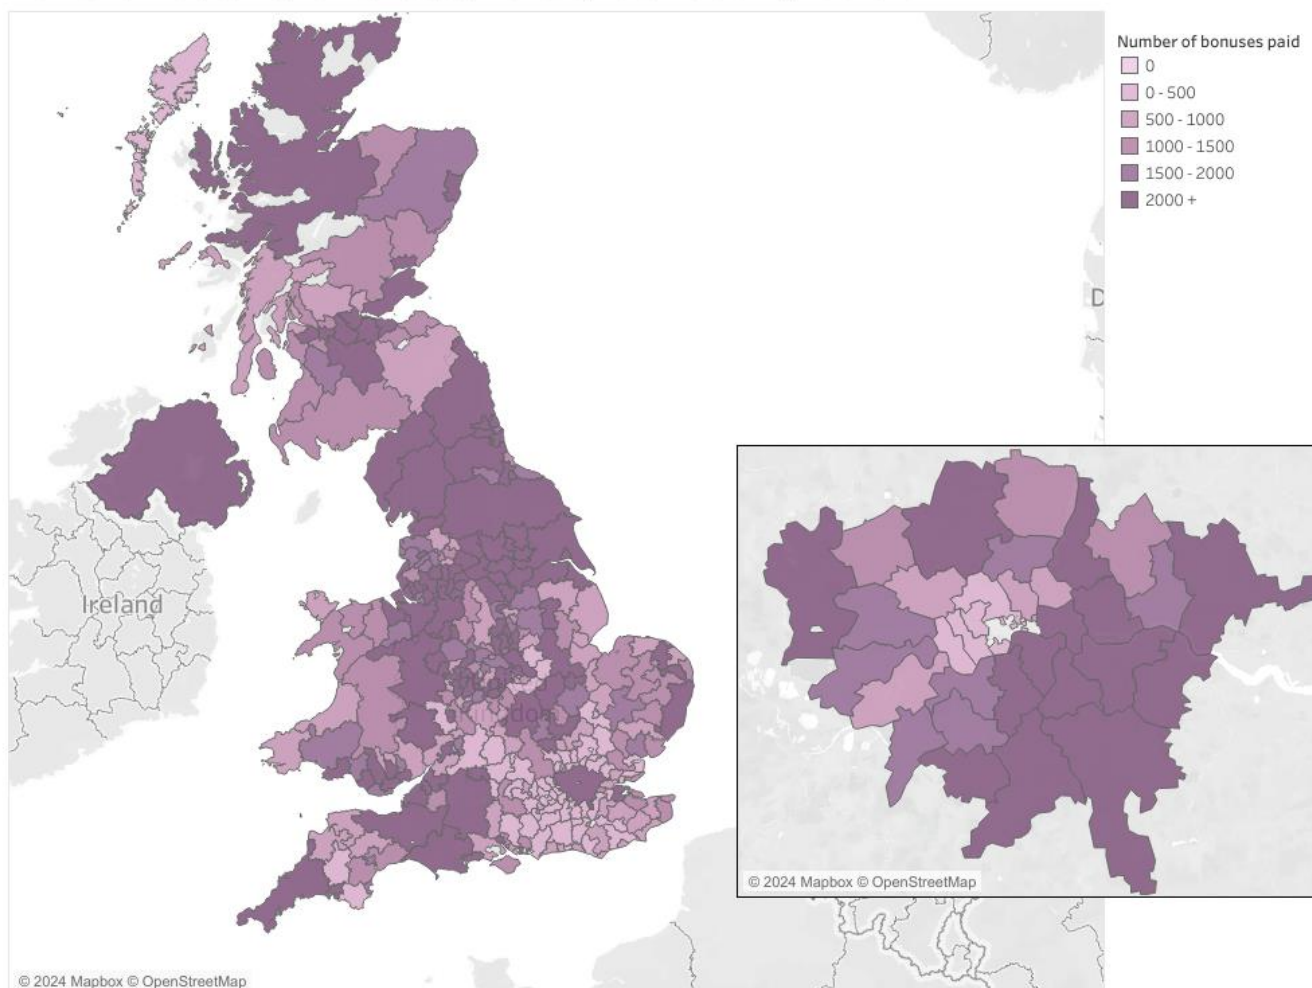 Number of bonuses paid
0
0 - 500
500 - 1000
1000 - 1500
1500 - 2000
2000 +
D
Ireland
© 2024 Mapbox © OpenStreetMap
© 2024 Mapbox © OpenStreetMap